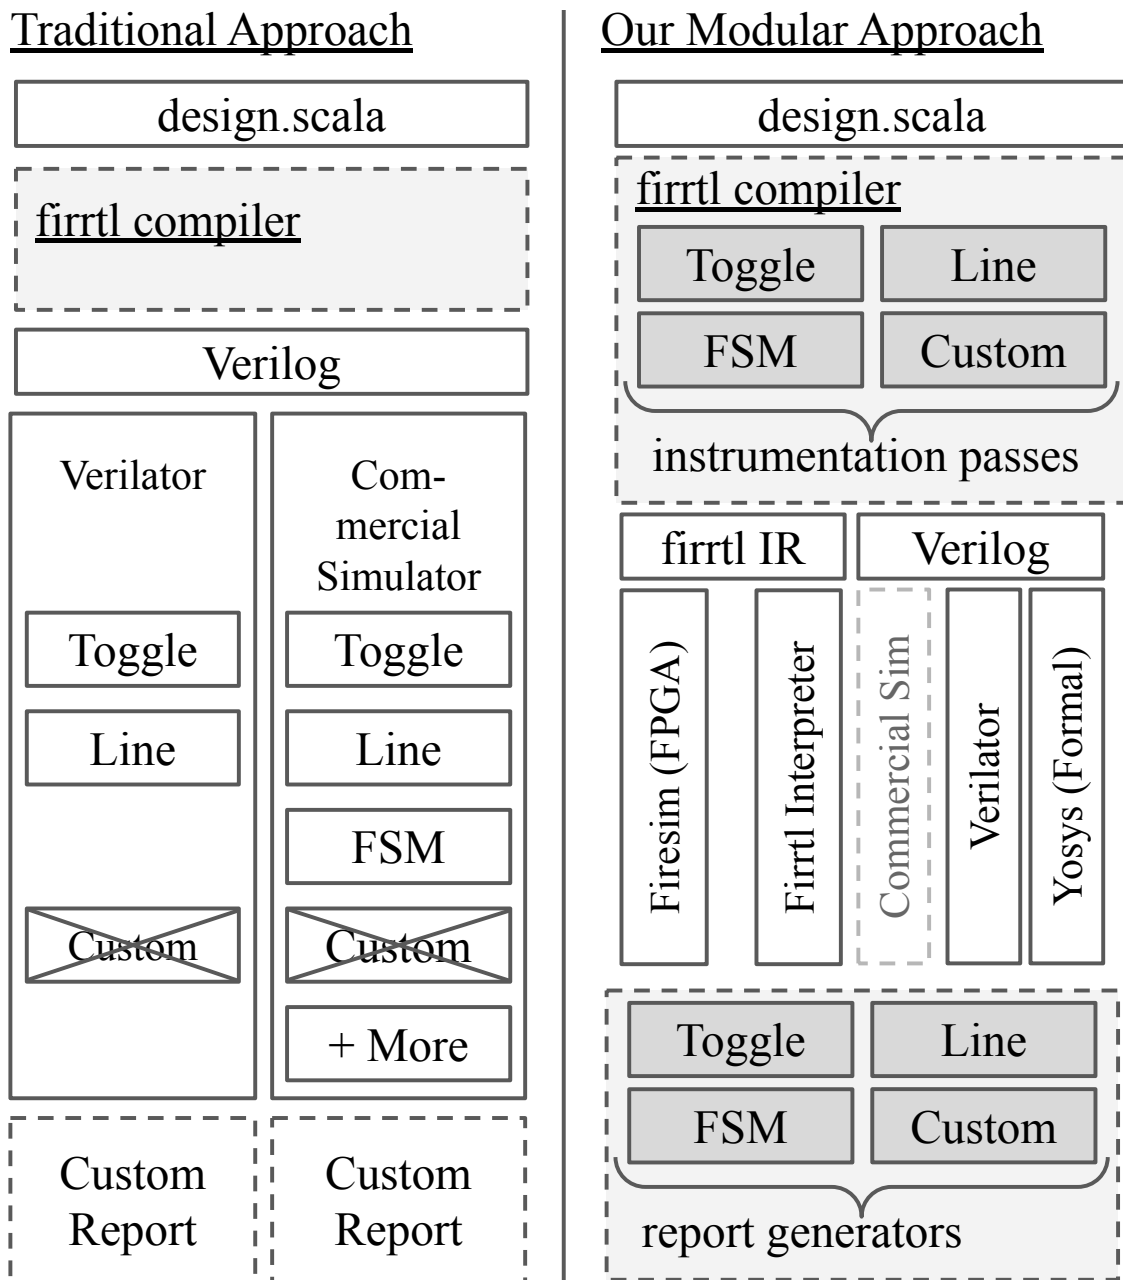 Traditional Approach
design.scala
firrtl compiler
Verilog
Verilator
Toggle
Line
Custom
Com-
mercial
Simulator
Toggle
Line
FSM
Custom
+ More
Custom
Report
Custom
Report
Our Modular Approach
design.scala
firrtl compiler
Toggle
Line
FSM
Custom
instrumentation passes
firrtl IR
Verilog
Firesim (FPGA)
Firrtl Interpreter
Commercial Sim
Verilator
Yosys (Formal)
Toggle
Line
FSM
Custom
report generators